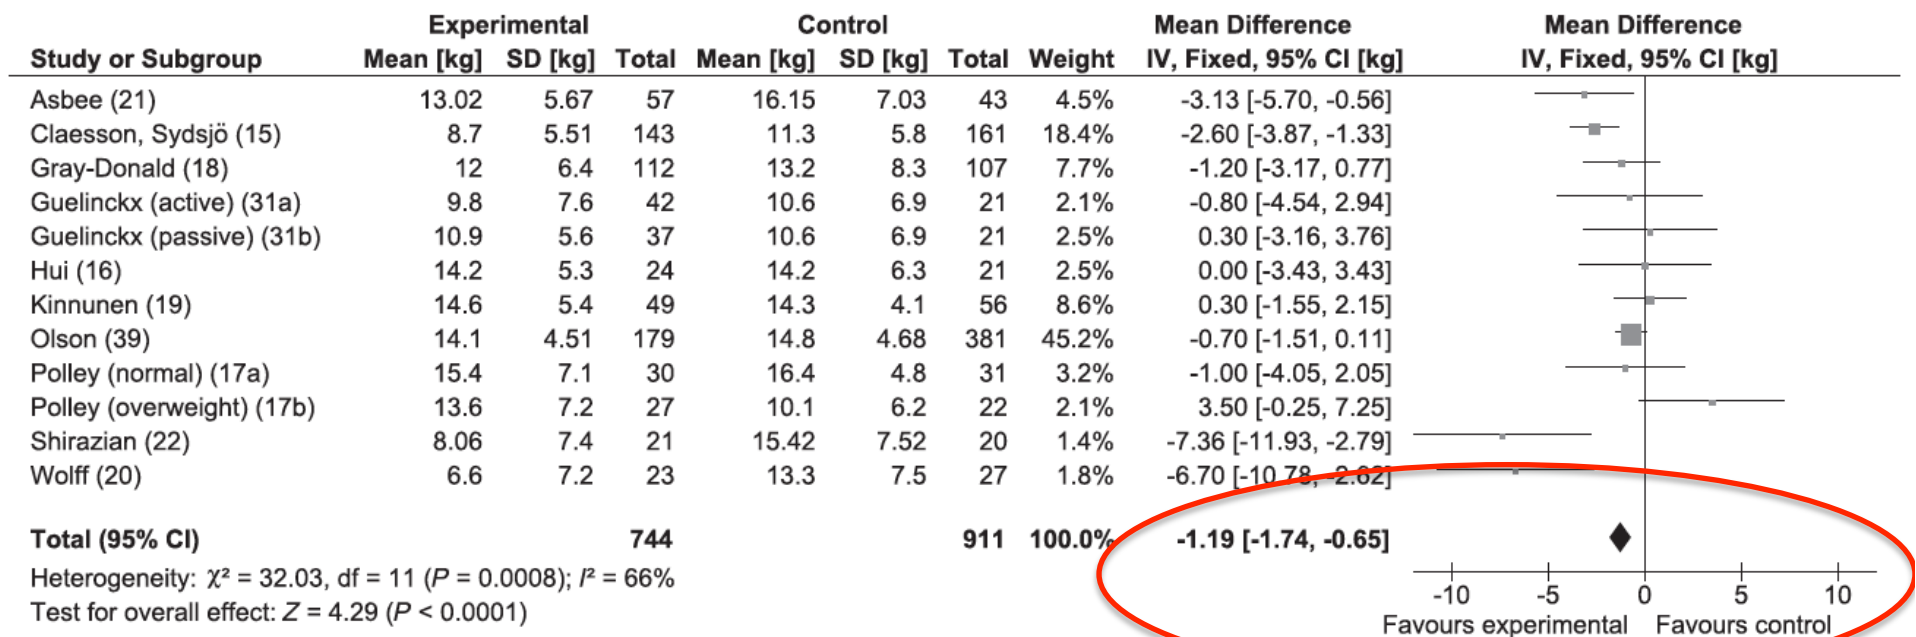 Experimental Control Mean Difference Mean Difference
Study or Subgroup Mean [kg] SD [kg] Total Mean [kg] SD [kg] Total Weight IV, Fixed, 95% CI [kg] IV, Fixed, 95% CI [kg]
Asbee (21) 13.02 5.67 57 16.15 7.03 43 4.5% -3.13 [-5.70, -0.56]
Claesson, Sydsjö (15) 8.7 5.51 143 11.3 5.8 161 18.4% -2.60 [-3.87, -1.33]
Gray-Donald (18) 12 6.4 112 13.2 8.3 107 7.7% -1.20 [-3.17, 0.77]
Guelinckx (active) (31a) 9.8 7.6 42 10.6 6.9 21 2.1% -0.80 [-4.54, 2.94]
Guelinckx (passive) (31b) 10.9 5.6 37 10.6 6.9 21 2.5% 0.30 [-3.16, 3.76]
Hui (16) 14.2 5.3 24 14.2 6.3 21 2.5% 0.00 [-3.43, 3.43]
Kinnunen (19) 14.6 5.4 49 14.3 4.1 56 8.6% 0.30 [-1.55, 2.15]
Olson (39) 14.1 4.51 179 14.8 4.68 381 45.2% -0.70 [-1.51, 0.11]
Polley (normal) (17a) 15.4 7.1 30 16.4 4.8 31 3.2% -1.00 [-4.05, 2.05]
Polley (overweight) (17b) 13.6 7.2 27 10.1 6.2 22 2.1% 3.50 [-0.25, 7.25]
Shirazian (22) 8.06 7.4 21 15.42 7.52 20 1.4% -7.36 [-11.93, -2.79]
Wolff (20) 6.6 7.2 23 13.3 7.5 27 1.8% -6.70 [-10.78, -2.62]
Total (95% CI) 744 911 100.0% -1.19 [-1.74, -0.65]
Heterogeneity: χ² = 32.03, df = 11 (P = 0.0008); I² = 66%
-10 -5 0 5 10
Test for overall effect: Z = 4.29 (P < 0.0001)
Favours experimental Favours control